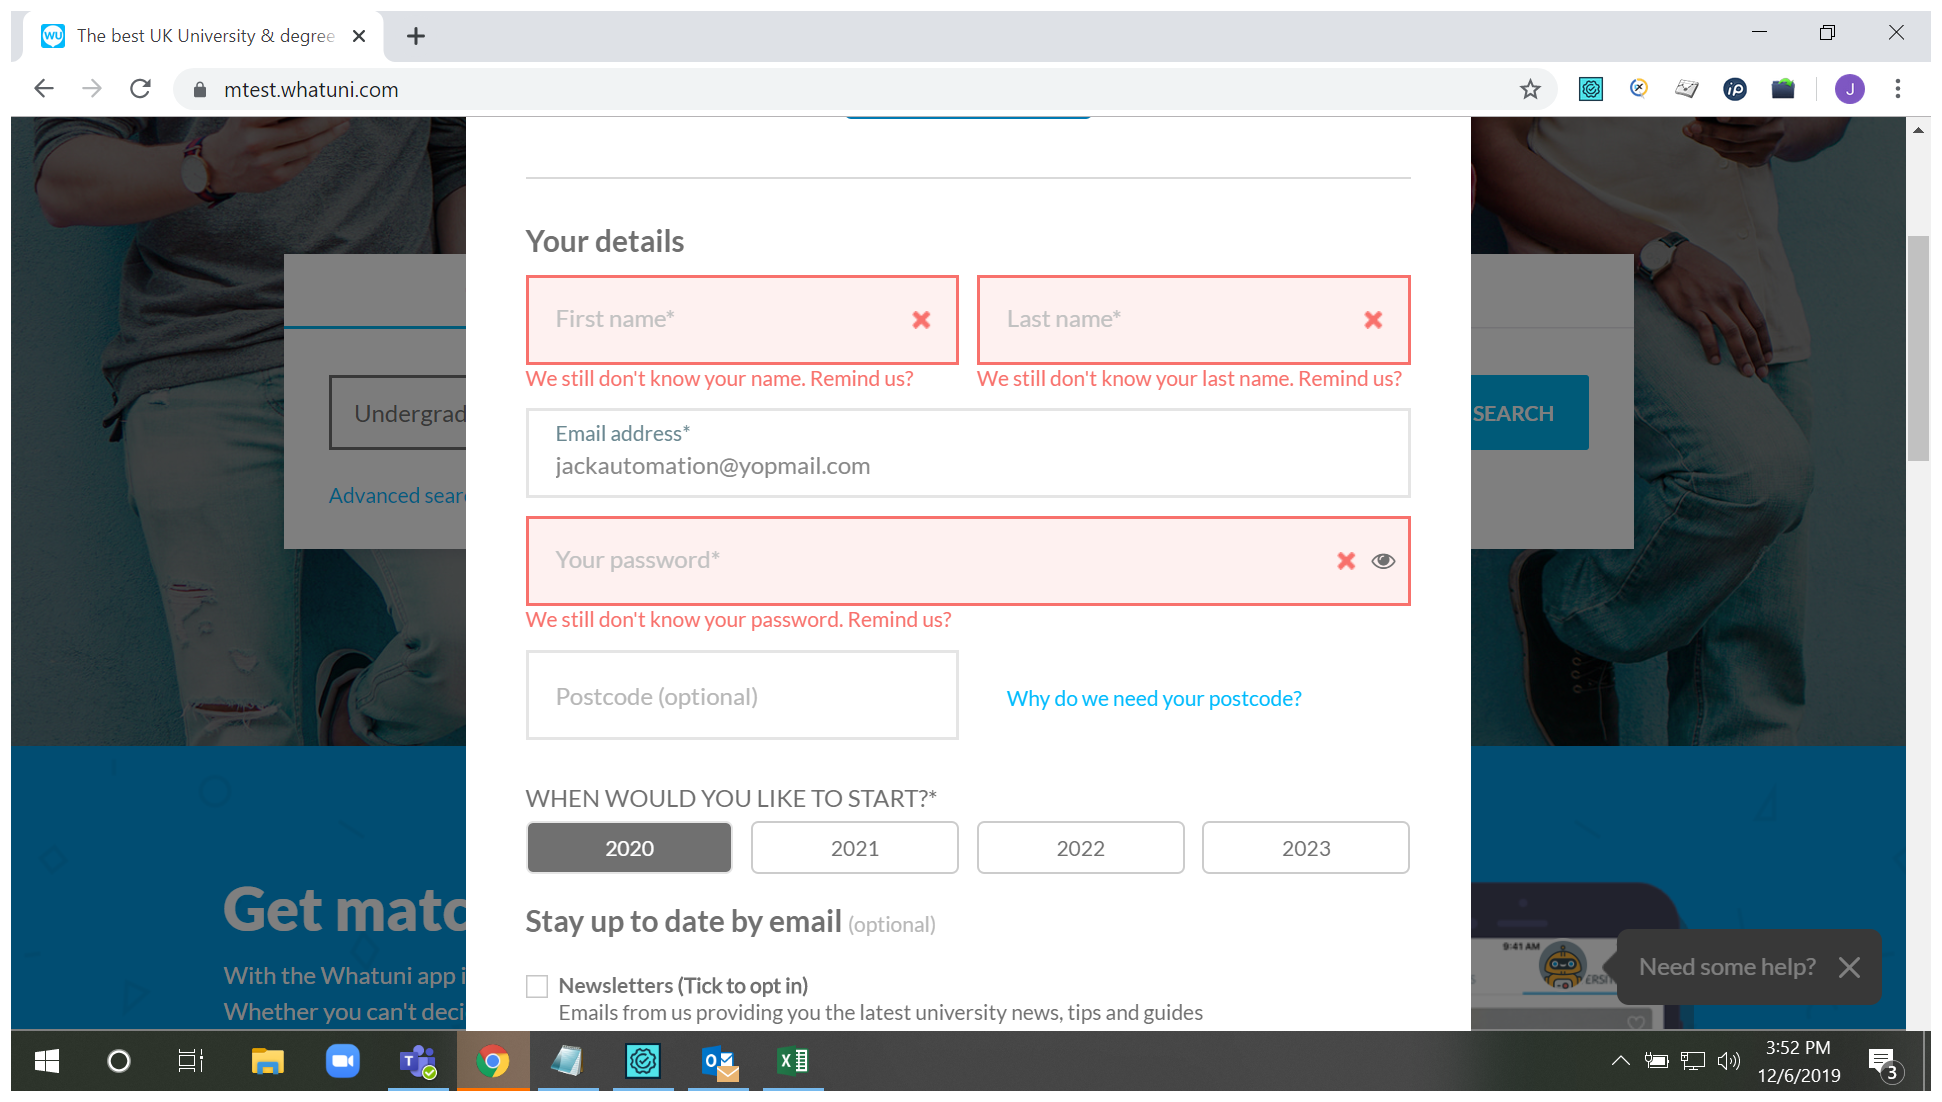 The best UK University & degree
mtest.whatuni.com
J
Your details
First name*
Last name*
We still don't know your name. Remind us?
We still don't know your last name. Remind us?
Undergrad
SEARCH
Email address*
jackautomation@yopmail.com
Advanced sear
Your password*
We still don't know your password. Remind us?
Postcode (optional)
Why do we need your postcode?
WHEN WOULD YOU LIKE TO START?*
2020
2021
2022
2023
Get matc
Stay up to date by email (optional)
9:41 AM
Need some help?
With the Whatuni app i
Newsletters (Tick to opt in)
Whether you can't deci
Emails from us providing you the latest university news, tips and guides
3:52 PM
12/6/2019
3